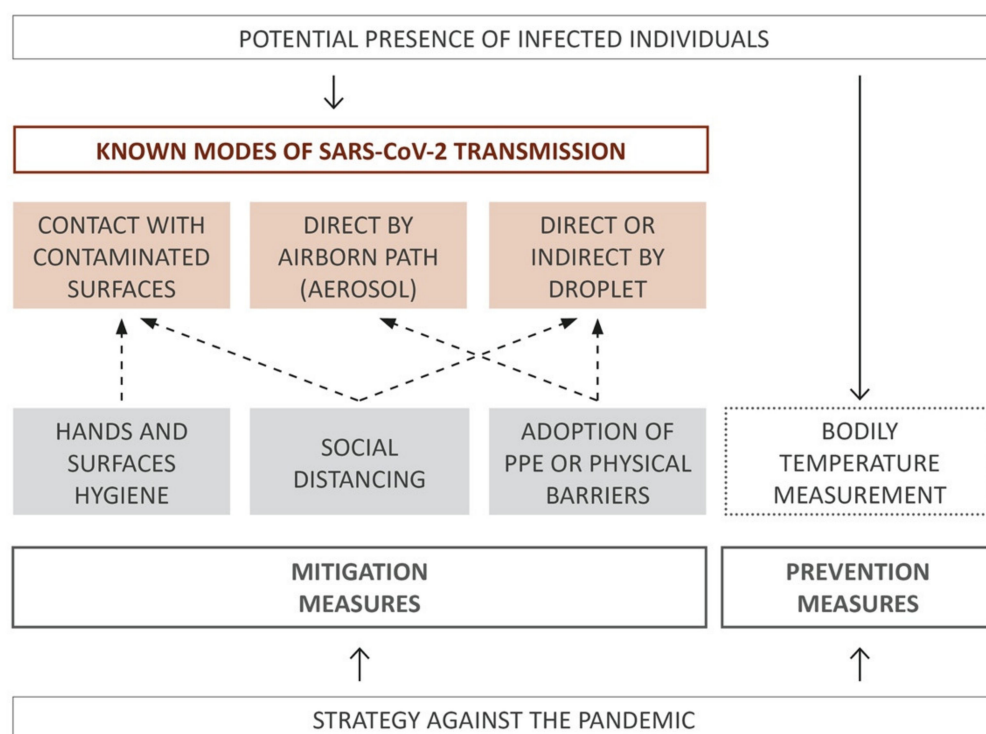 POTENTIAL PRESENCE OF INFECTED INDIVIDUALS
KNOWN MODES OF SARS-CoV-2 TRANSMISSION
CONTACT WITH
CONTAMINATED
SURFACES
DIRECT BY
AIRBORN PATH
(AEROSOL)
DIRECT OR
INDIRECT BY
DROPLET
HANDS AND
SURFACES
HYGIENE
SOCIAL
DISTANCING
ADOPTION OF
PPE OR PHYSICAL
BARRIERS
BODILY
TEMPERATURE
MEASUREMENT
MITIGATION
MEASURES
PREVENTION
MEASURES
STRATEGY AGAINST THE PANDEMIC